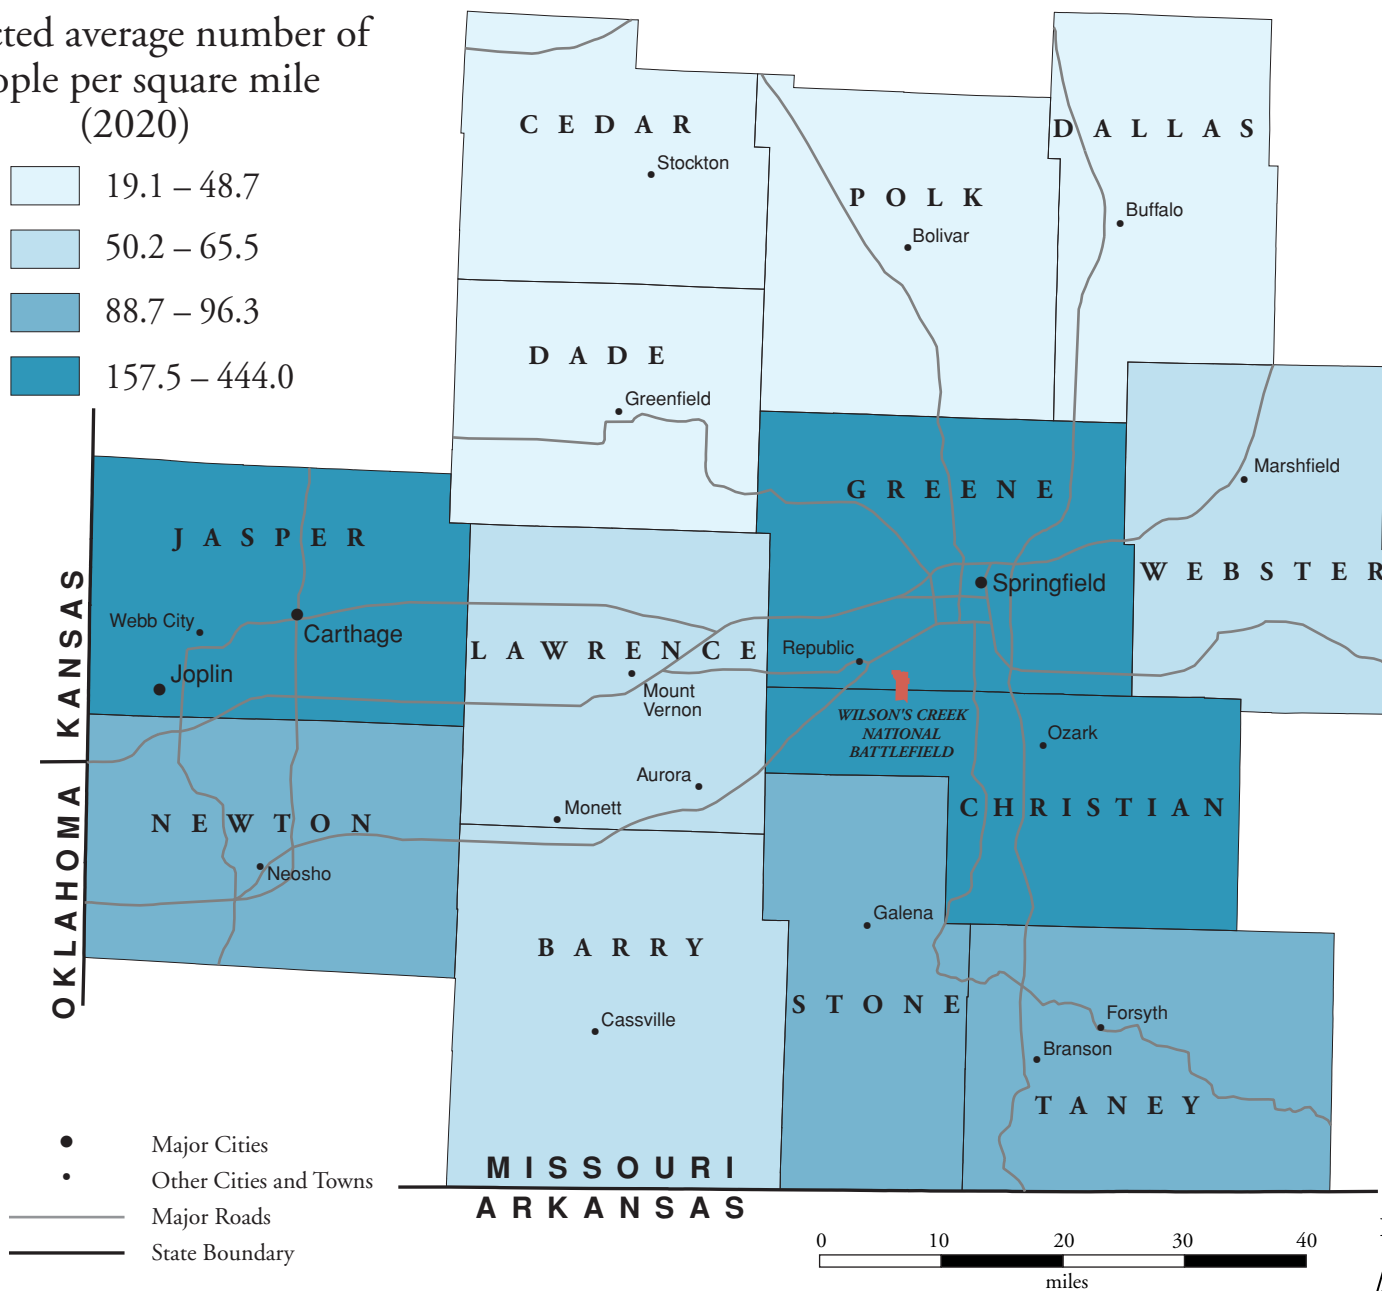 cted average number of
ople per square mile
(2020)
19.1 – 48.7
50.2 – 65.5
88.7 – 96.3
157.5 – 444.0
CEDAR
Stockton
POLK
Bolivar
DALLAS
Buffalo
DADE
Greenfield
GREENE
Springfield
Republic
WEBSTER
Marshfield
JASPER
Webb City
Carthage
Joplin
LAWRENCE
Mount
Vernon
Aurora
Monett
WILSON'S CREEK
NATIONAL
BATTLEFIELD
Ozark
CHRISTIAN
NEWTON
Neosho
BARRY
Cassville
Galena
STONE
Forsyth
Branson
TANEY
KANSAS
OKLAHOMA
MISSOURI
ARKANSAS
Major Cities
Other Cities and Towns
Major Roads
State Boundary
0 10 20 30 40
miles